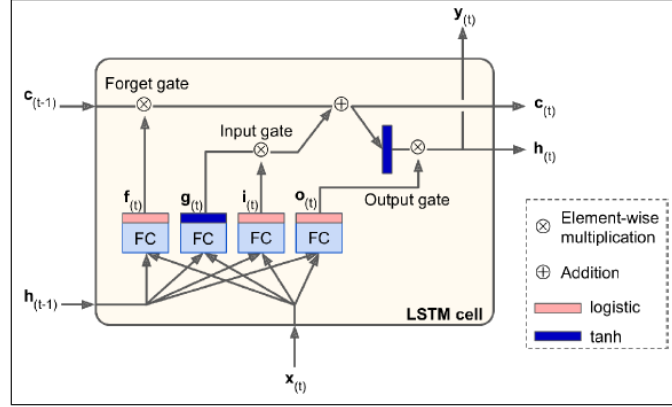 y(t)
Forget gate
c(t-1)
c(t)
Input gate
h(t)
f(t)
g(t)
i(t)
o(t)
Output gate
FC
FC
FC
FC
h(t-1)
LSTM cell
x(t)
Element-wise
multiplication
Addition
logistic
tanh